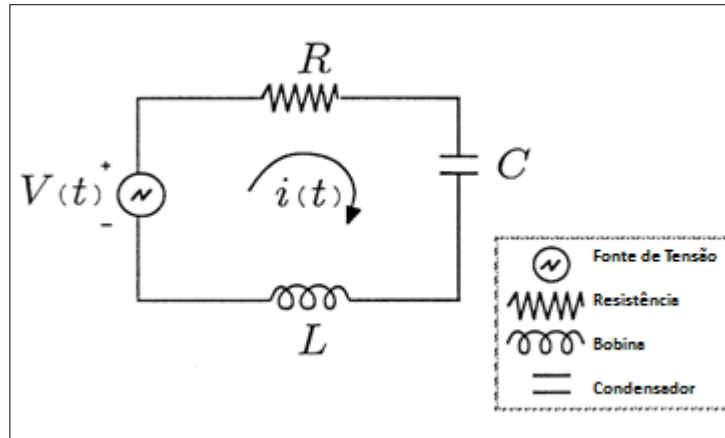 R
C
V(t)
+
−
i(t)
L
Fonte de Tensão
Resistência
Bobina
Condensador